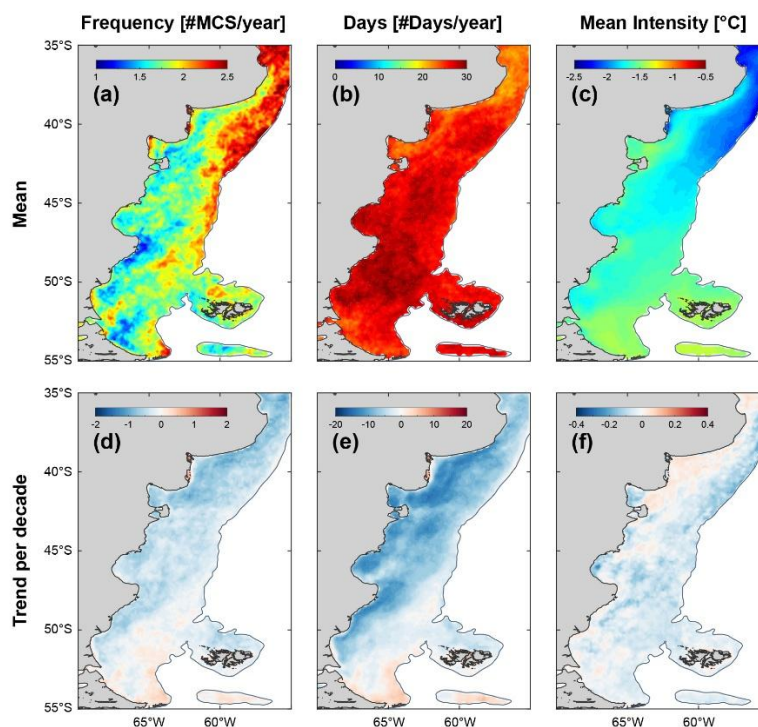 Frequency [#MCS/year]
Days [#Days/year]
Mean Intensity [°C]
35°S
1 1.5 2 2.5
0 10 20 30
-2.5 -2 -1.5 -1 -0.5
(a)
(b)
(c)
40°S
Mean
45°S
50°S
55°S
35°S
-2 -1 0 1 2
-20 -10 0 10 20
-0.4 -0.2 0 0.2 0.4
(d)
(e)
(f)
40°S
Trend per decade
45°S
50°S
55°S
65°W 60°W
65°W 60°W
65°W 60°W